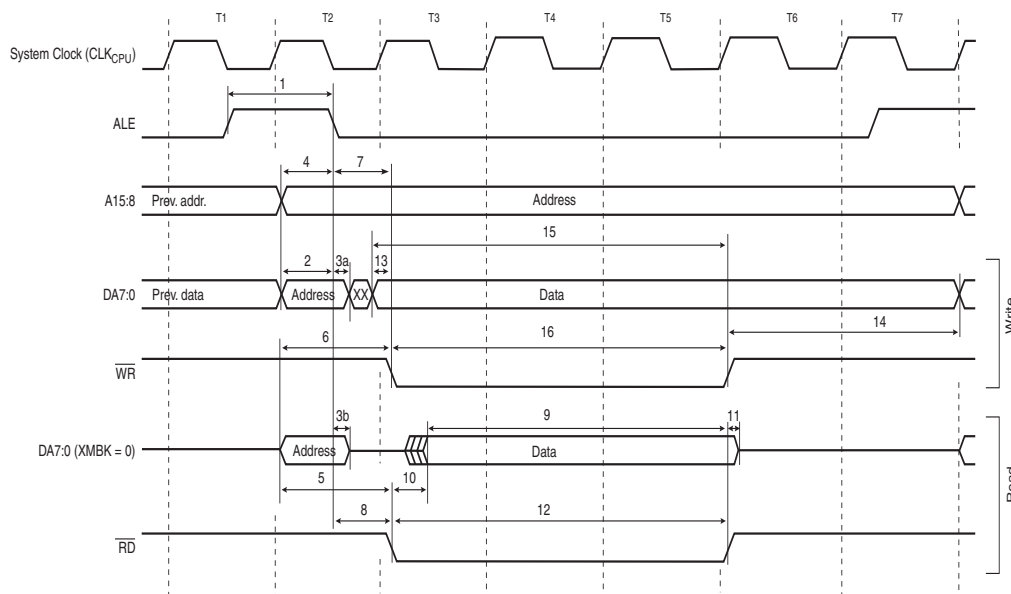 T1 T2 T3 T4 T5 T6 T7
System Clock (CLKCPU)
1
ALE
4 7
A15:8 Prev. addr. Address
15
2 3a 13
DA7:0 Prev. data Address XX Data
14
6 16
WR
Write
3b 9 11
DA7:0 (XMBK = 0) Address Data
5 10
8 12
RD
Read